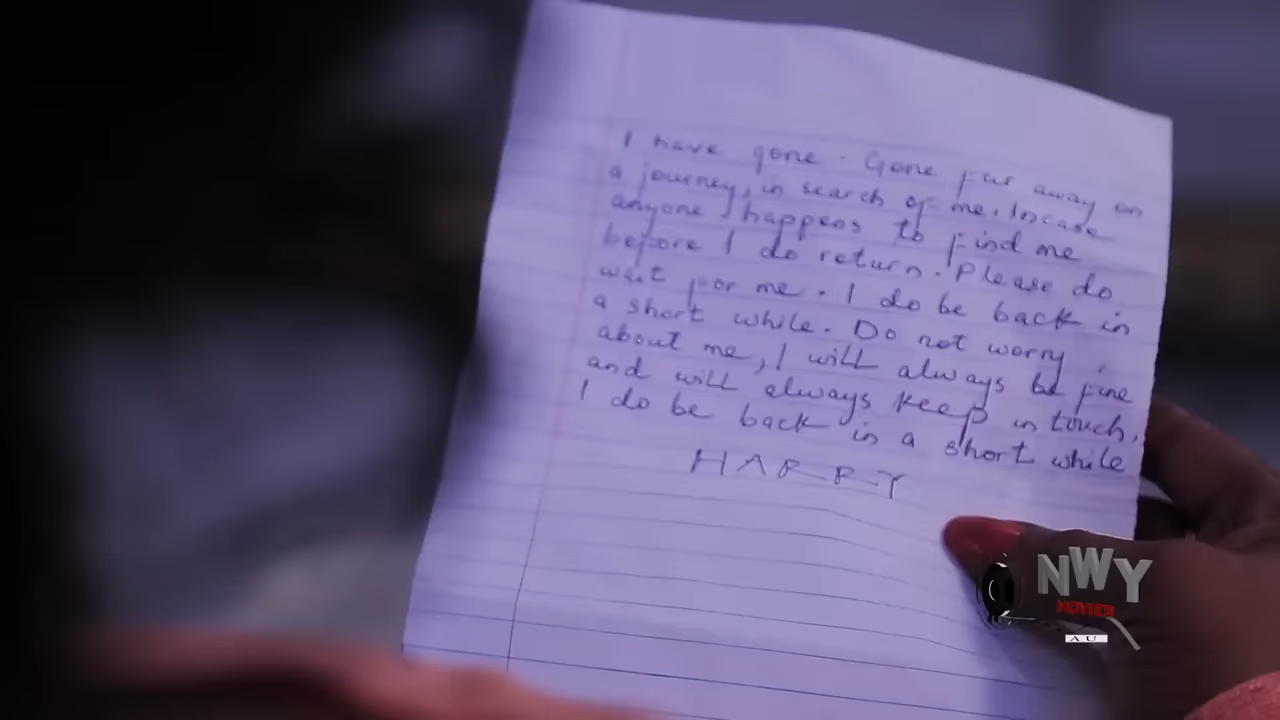 I have gone. Gone far away on
a journey, in search of me. Incase
anyone happens to find me
before I do return. Please do
wait for me. I do be back in
a short while. Do not worry
about me, I will always be fine
and will always keep in touch.
I do be back in a short while
HARRY
NWY
MOVIES
AU